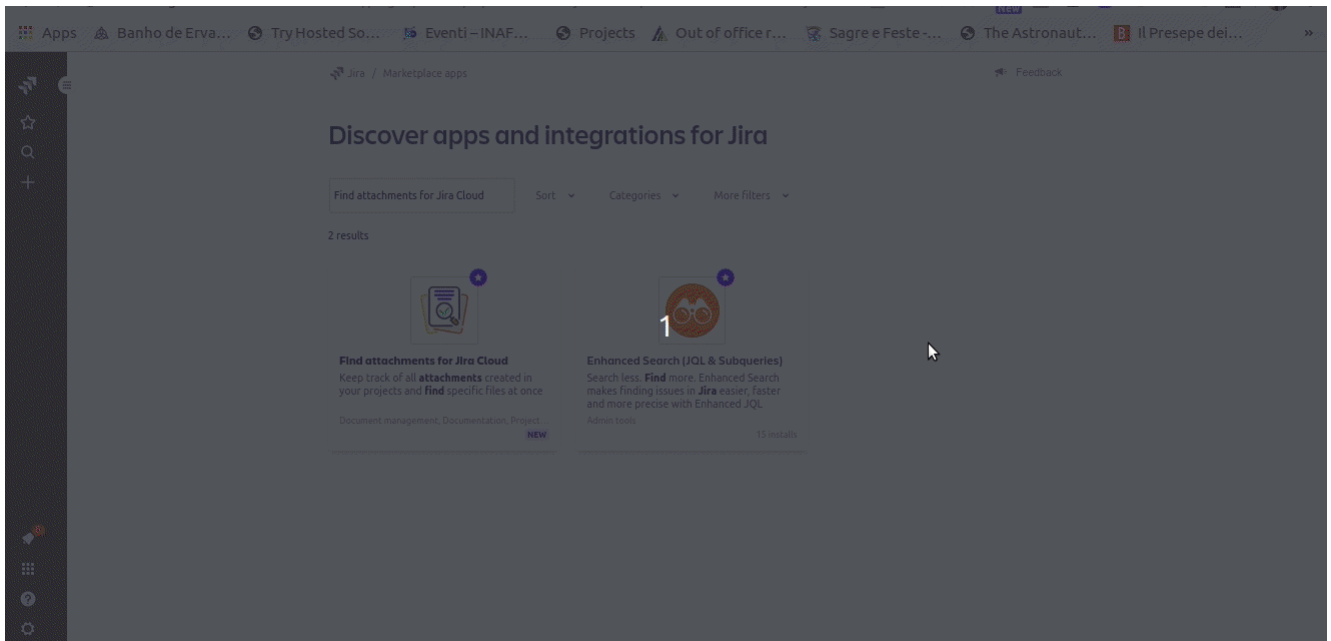 NEW
Apps Banho de Erva... Try Hosted So... Eventi – INAF... Projects Out of office r... Sagre e Feste -... The Astronaut... Il Presepe dei... »
Jira / Marketplace apps
Feedback
Discover apps and integrations for Jira
Find attachments for Jira Cloud
Sort
Categories
More filters
2 results
1
Find attachments for Jira Cloud
Keep track of all attachments created in
your projects and find specific files at once
Document management, Documentation, Project ...
NEW
Enhanced Search (JQL & Subqueries)
Search less. Find more. Enhanced Search
makes finding issues in Jira easier, faster
and more precise with Enhanced JQL
Admin tools
15 installs